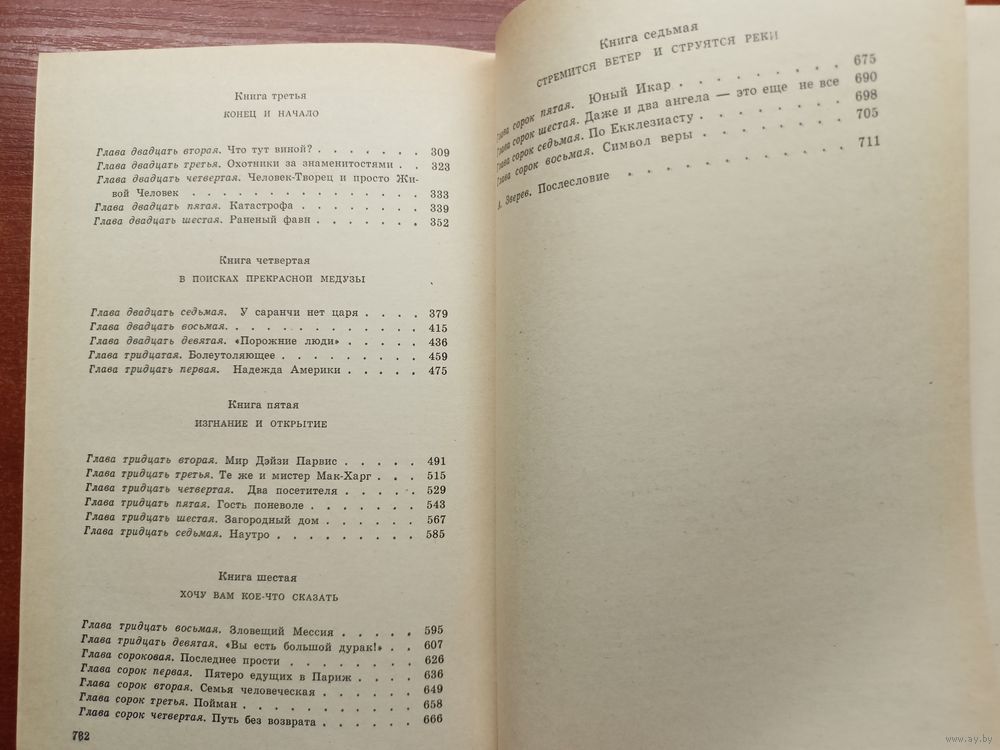 Книга третья
КОНЕЦ И НАЧАЛО
Глава двадцать вторая. Что тут виной? . . . . . . . 309
Глава двадцать третья. Охотники за знаменитостями . . 323
Глава двадцать четвертая. Человек-Творец и просто Жи-
вой Человек . . . . . . . . . . . . . 333
Глава двадцать пятая. Катастрофа . . . . . . . . 339
Глава двадцать шестая. Раненый фавн . . . . . . . 352
Книга четвертая
В ПОИСКАХ ПРЕКРАСНОЙ МЕДУЗЫ
Глава двадцать седьмая. У саранчи нет царя . . . . 379
Глава двадцать восьмая. . . . . . . . . . . . 415
Глава двадцать девятая. «Порожние люди» . . . . . 436
Глава тридцатая. Болеутоляющее . . . . . . . . 459
Глава тридцать первая. Надежда Америки . . . . . 475
Книга пятая
ИЗГНАНИЕ И ОТКРЫТИЕ
Глава тридцать вторая. Мир Дэйзи Парвис . . . . . 491
Глава тридцать третья. Те же и мистер Мак-Харг . . . 515
Глава тридцать четвертая. Два посетителя . . . . . 529
Глава тридцать пятая. Гость поневоле . . . . . . 543
Глава тридцать шестая. Загородный дом . . . . . . 567
Глава тридцать седьмая. Наутро . . . . . . . . 585
Книга шестая
ХОЧУ ВАМ КОЕ-ЧТО СКАЗАТЬ
Глава тридцать восьмая. Зловещий Мессия . . . . . 595
Глава тридцать девятая. «Вы есть большой дурак!» . . 607
Глава сороковая. Последнее прости . . . . . . . 626
Глава сорок первая. Пятеро едущих в Париж . . . . 636
Глава сорок вторая. Семья человеческая . . . . . . 649
Глава сорок третья. Пойман . . . . . . . . . . 658
Глава сорок четвертая. Путь без возврата . . . . . 666
782
Книга седьмая
СТРЕМИТСЯ ВЕТЕР И СТРУЯТСЯ РЕКИ
Глава сорок пятая. Юный Икар . . . . . . . . . 675
Глава сорок шестая. Даже и два ангела — это еще не все 690
Глава сорок седьмая. По Екклезиасту . . . . . . 698
Глава сорок восьмая. Символ веры . . . . . . . 705
А. Зверев. Послесловие . . . . . . . . . . 711
www.ay.by